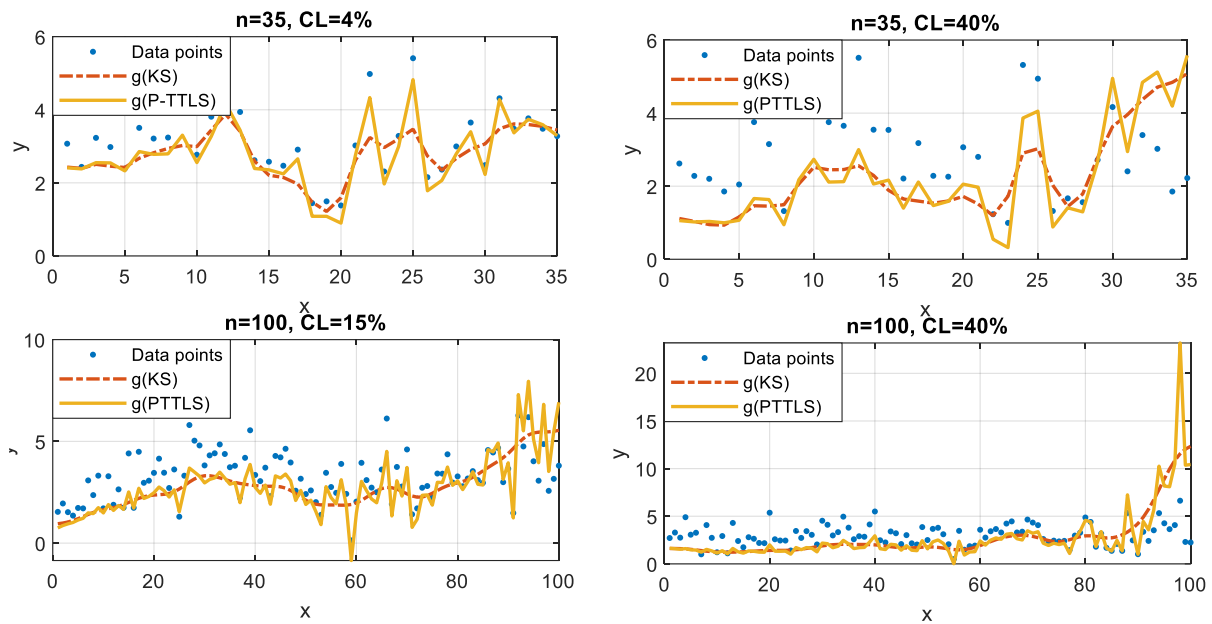 n=35, CL=4%
6
4
2
0
y
Data points
g(KS)
g(P-TTLS)
0 5 10 15 20 25 30 35
x
n=35, CL=40%
6
4
2
0
y
Data points
g(KS)
g(PTTLS)
0 5 10 15 20 25 30 35
x
n=100, CL=15%
10
5
0
Data points
g(KS)
g(PTTLS)
0 20 40 60 80 100
x
n=100, CL=40%
20
15
10
5
0
y
Data points
g(KS)
g(PTTLS)
0 20 40 60 80 100
x